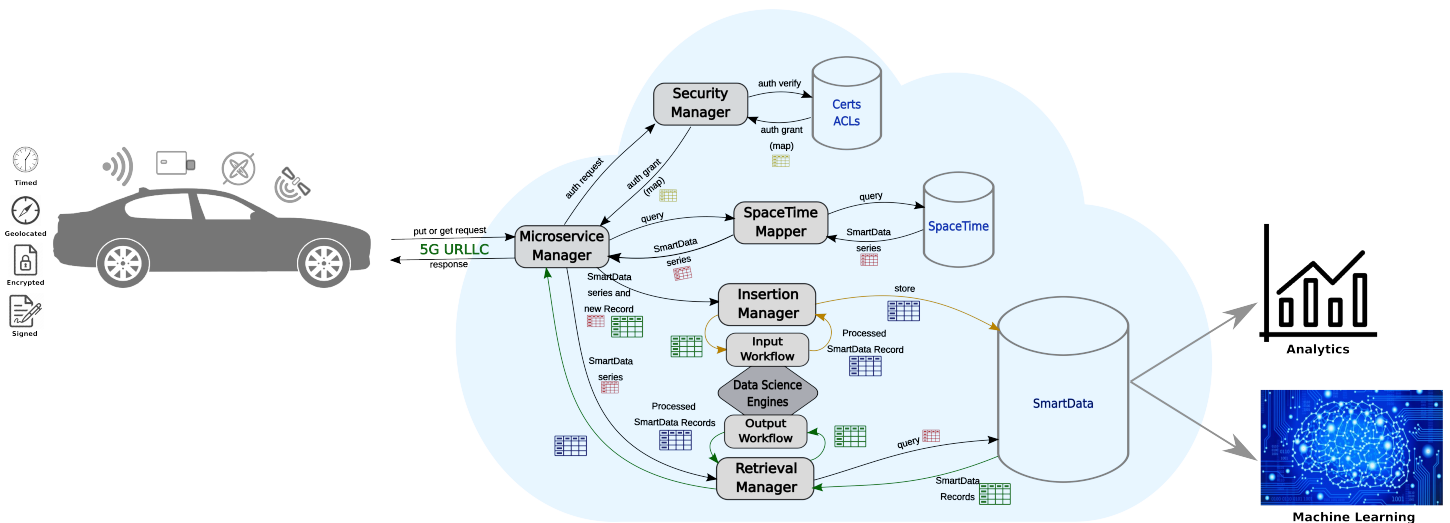 Timed
Geolocated
Encrypted
Signed
put or get request
5G URLLC
response
Microservice
Manager
auth request
auth grant
(map)
Security
Manager
auth verify
auth grant
(map)
Certs
ACLs
query
SmartData
series
SpaceTime
Mapper
query
SmartData
series
SpaceTime
SmartData
series and
new Record
Insertion
Manager
store
Input
Workflow
Processed
SmartData Record
SmartData
series
Data Science
Engines
Processed
SmartData Records
Output
Workflow
Retrieval
Manager
query
SmartData
Records
SmartData
Analytics
1001
Machine Learning